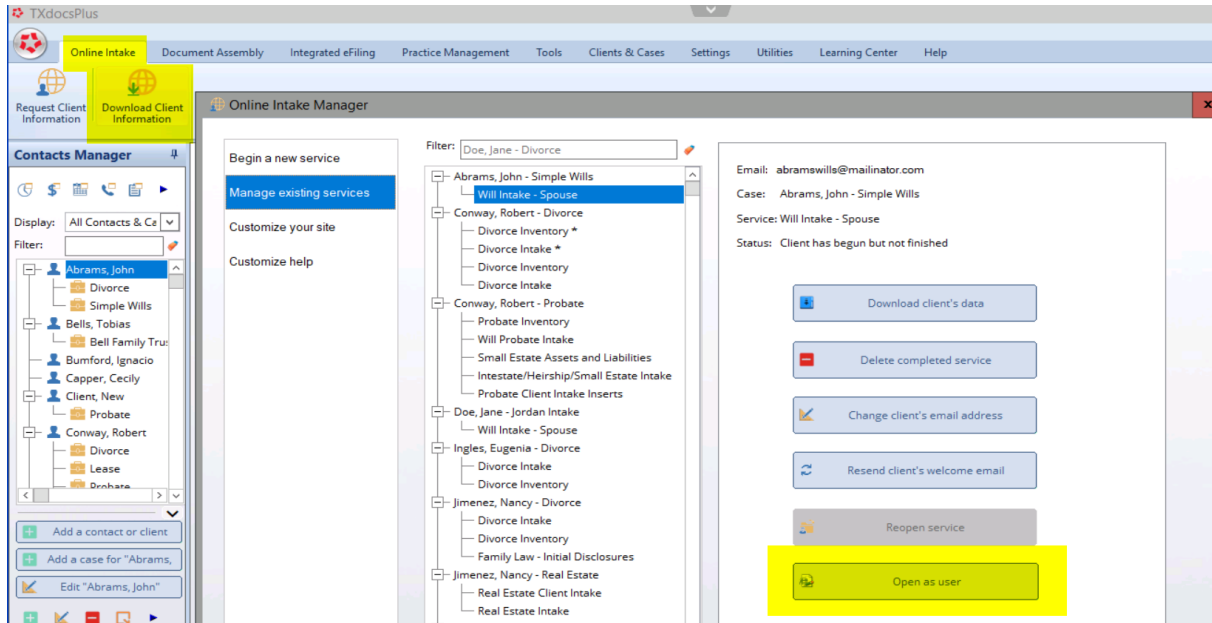 TXdocsPlus
Online Intake Document Assembly Integrated eFiling Practice Management Tools Clients & Cases Settings Utilities Learning Center Help
Request Client Information
Download Client Information
Contacts Manager
Display: All Contacts & Ca
Filter:
Abrams, John
Divorce
Simple Wills
Bells, Tobias
Bell Family Tru
Bumford, Ignacio
Capper, Cecily
Client, New
Probate
Conway, Robert
Divorce
Lease
Probate
Add a contact or client
Add a case for "Abrams,
Edit "Abrams, John"
Online Intake Manager
x
Begin a new service
Manage existing services
Customize your site
Customize help
Filter: Doe, Jane - Divorce
Abrams, John - Simple Wills
Will Intake - Spouse
Conway, Robert - Divorce
Divorce Inventory *
Divorce Intake *
Divorce Inventory
Divorce Intake
Conway, Robert - Probate
Probate Inventory
Will Probate Intake
Small Estate Assets and Liabilities
Intestate/Heirship/Small Estate Intake
Probate Client Intake Inserts
Doe, Jane - Jordan Intake
Will Intake - Spouse
Ingles, Eugenia - Divorce
Divorce Intake
Divorce Inventory
Jimenez, Nancy - Divorce
Divorce Intake
Divorce Inventory
Family Law - Initial Disclosures
Jimenez, Nancy - Real Estate
Real Estate Client Intake
Real Estate Intake
Email: abramswills@mailinator.com
Case: Abrams, John - Simple Wills
Service: Will Intake - Spouse
Status: Client has begun but not finished
Download client's data
Delete completed service
Change client's email address
Resend client's welcome email
Reopen service
Open as user